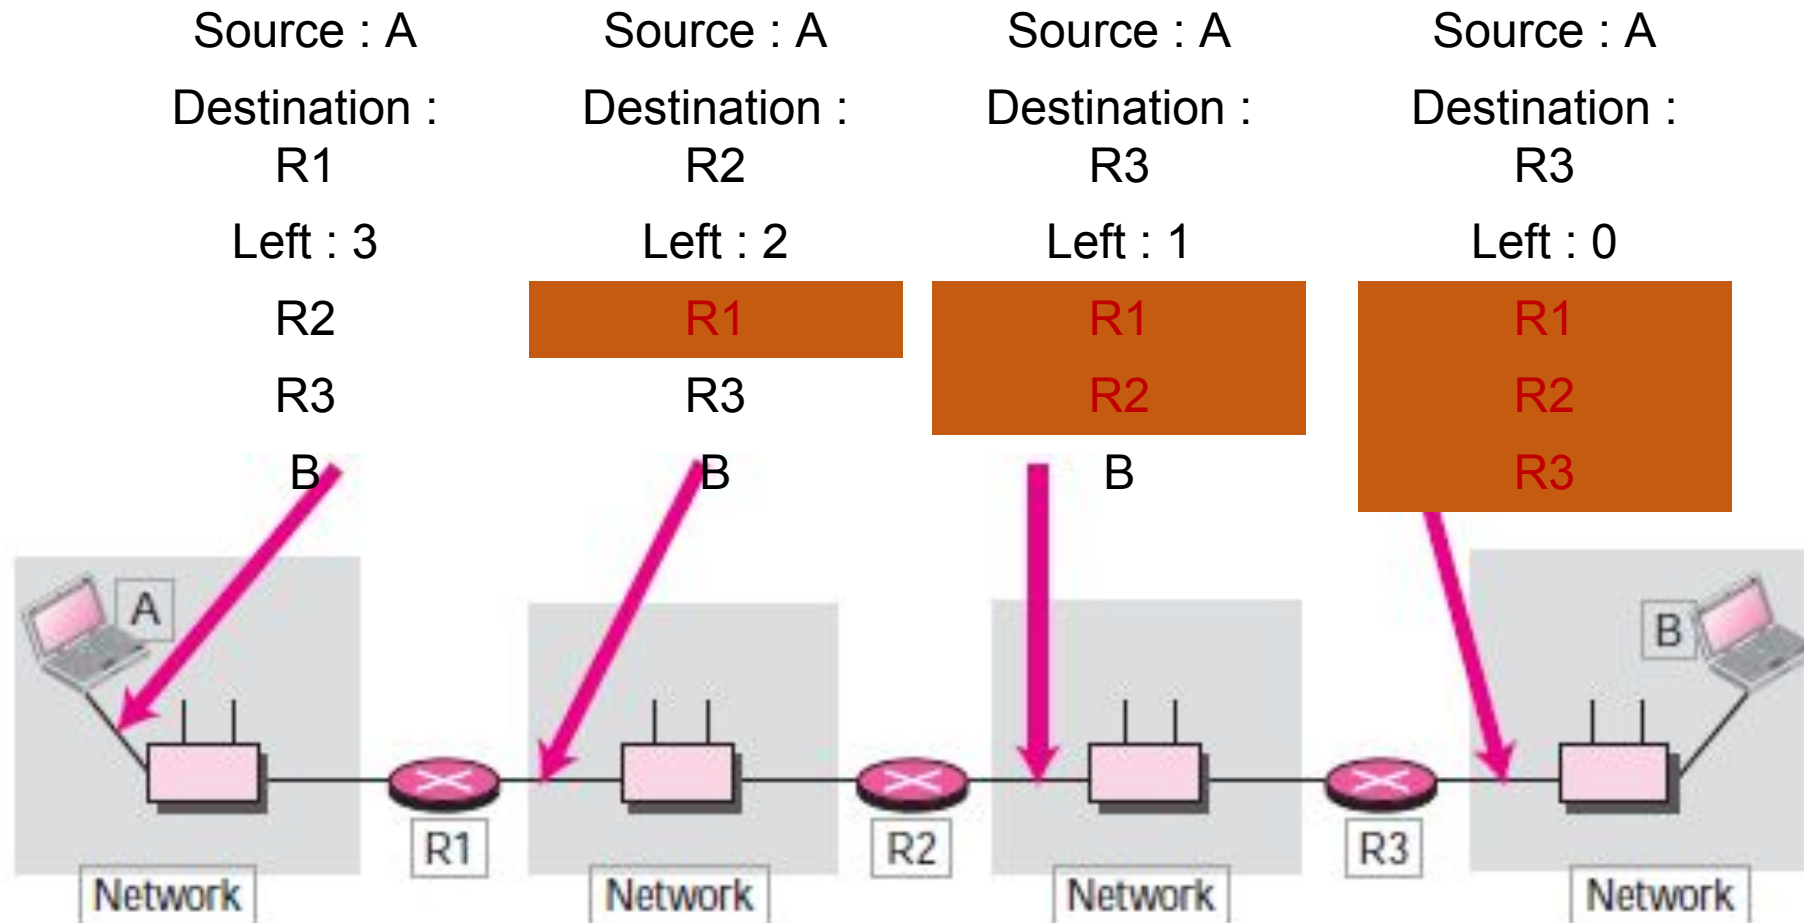 Source : A
Destination :
R1
Left : 3
R2
R3
B
Source : A
Destination :
R2
Left : 2
R1
R3
B
Source : A
Destination :
R3
Left : 1
R1
R2
B
Source : A
Destination :
R3
Left : 0
R1
R2
R3
A
B
R1
R2
R3
Network
Network
Network
Network